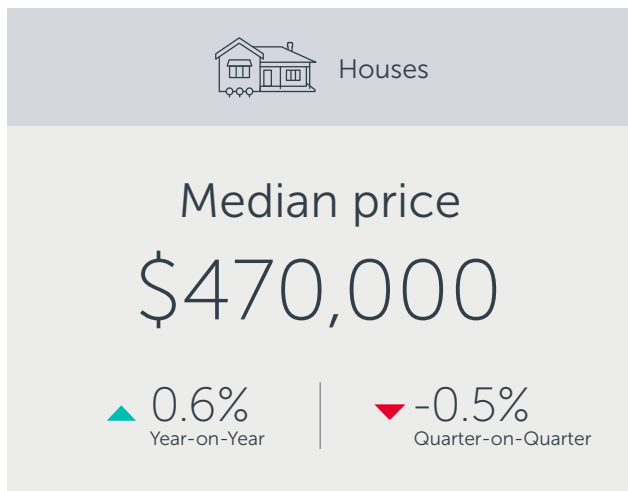 Houses
Median price
$470,000
0.6%
Year-on-Year
-0.5%
Quarter-on-Quarter